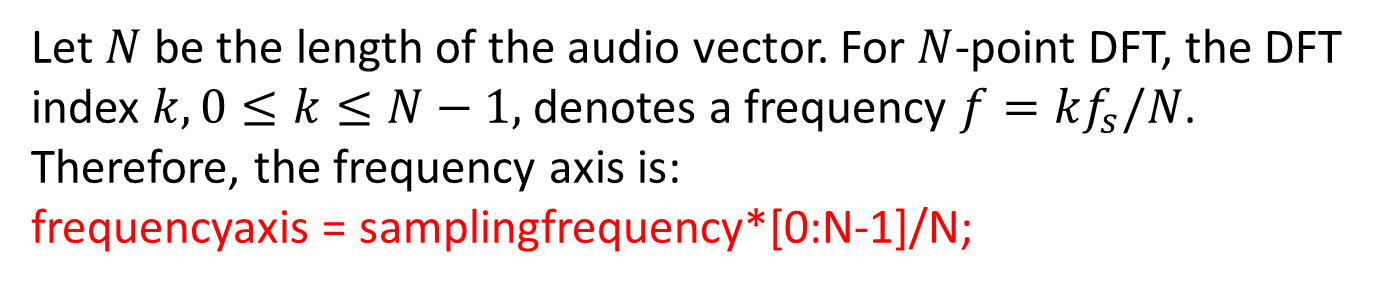 Let N be the length of the audio vector. For N-point DFT, the DFT
index k, 0 ≤ k ≤ N − 1, denotes a frequency f = kfₛ/N.
Therefore, the frequency axis is:
frequencyaxis = samplingfrequency*[0:N-1]/N;